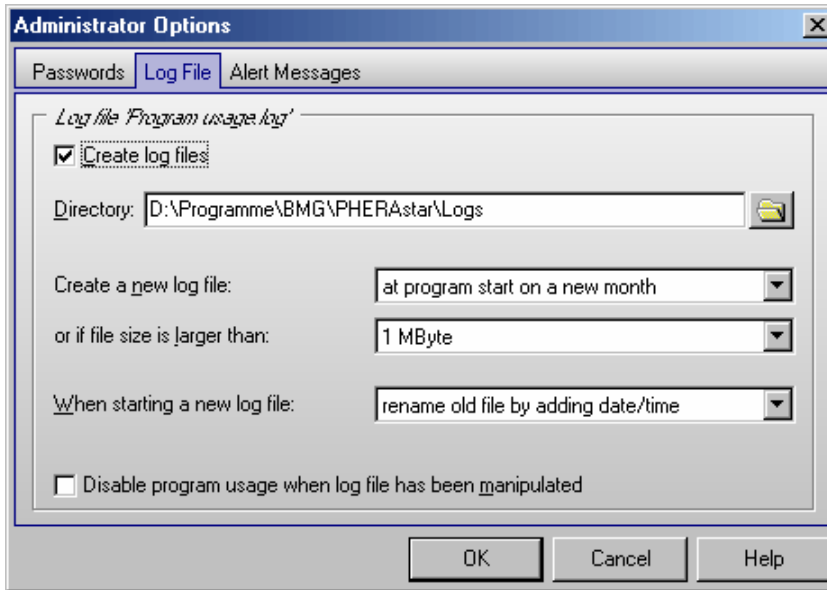 Administrator Options
Passwords Log File Alert Messages
Log file 'Program usage.log'
Create log files
Directory: D:\Programme\BMG\PHERAstar\Logs
Create a new log file: at program start on a new month
or if file size is larger than: 1 MByte
When starting a new log file: rename old file by adding date/time
Disable program usage when log file has been manipulated
OK Cancel Help